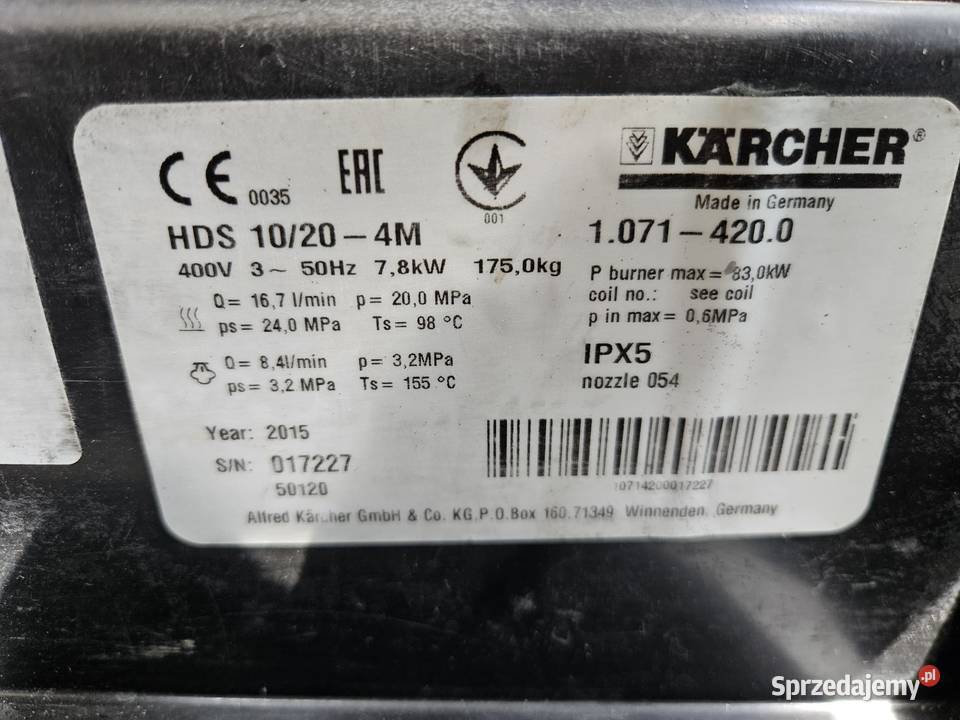 CE 0035
EAC
001
KÄRCHER®
Made in Germany
HDS 10/20-4M
1.071-420.0
400V 3~ 50Hz 7,8kW 175,0kg
P burner max= 83,0kW
Q= 16,7 l/min p= 20,0 MPa
coil no.: see coil
ps= 24,0 MPa Ts= 98 °C
p in max= 0,6MPa
Q= 8,4l/min p= 3,2MPa
IPX5
ps= 3,2 MPa Ts= 155 °C
nozzle 054
Year: 2015
S/N: 017227
50120
10714200017227
Alfred Kärcher GmbH & Co. KG P.O.Box 160.71349 Winnenden. Germany
Sprzedajemy.pl